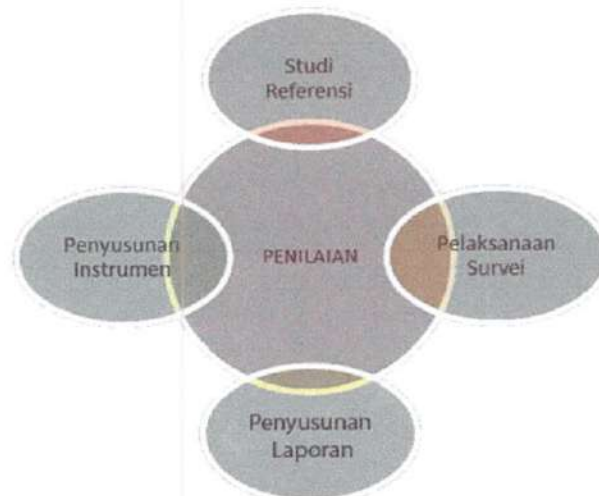 Studi
Referensi
Penyusunan
Instrumen
PENILAIAN
Pelaksanaan
Survei
Penyusunan
Laporan